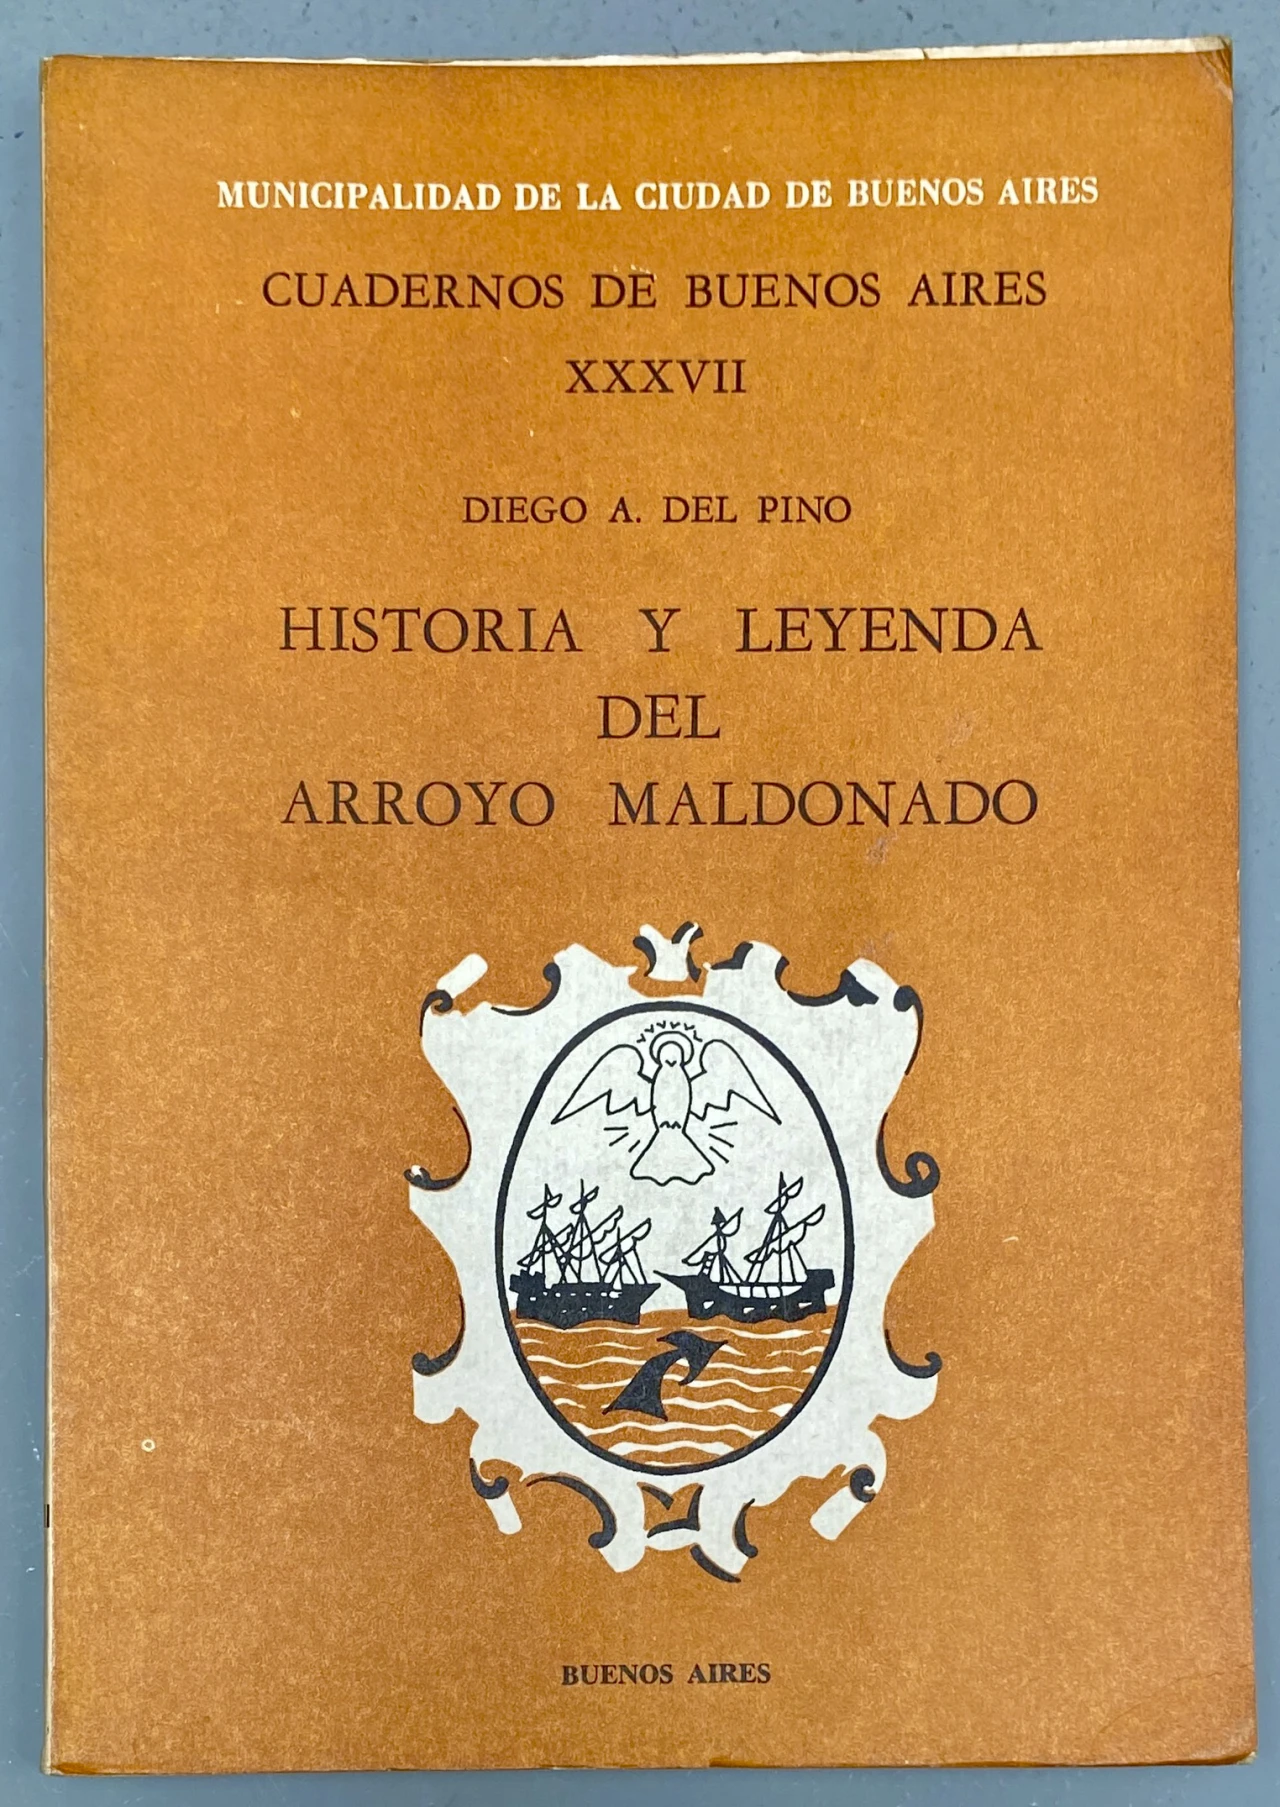 MUNICIPALIDAD DE LA CIUDAD DE BUENOS AIRES
CUADERNOS DE BUENOS AIRES
XXXVII
DIEGO A. DEL PINO
HISTORIA Y LEYENDA
DEL
ARROYO MALDONADO
BUENOS AIRES